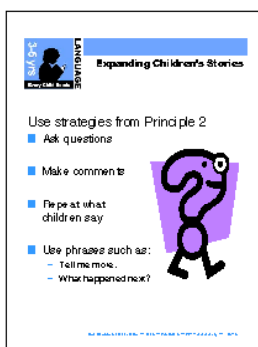 3-5 yrs
LANGUAGE
Every Child Reads
Expanding Children's Stories
Use strategies from Principle 2
Ask questions
Make comments
Repeat what
children say
Use phrases such as:
– Tell me more.
– What happened next?